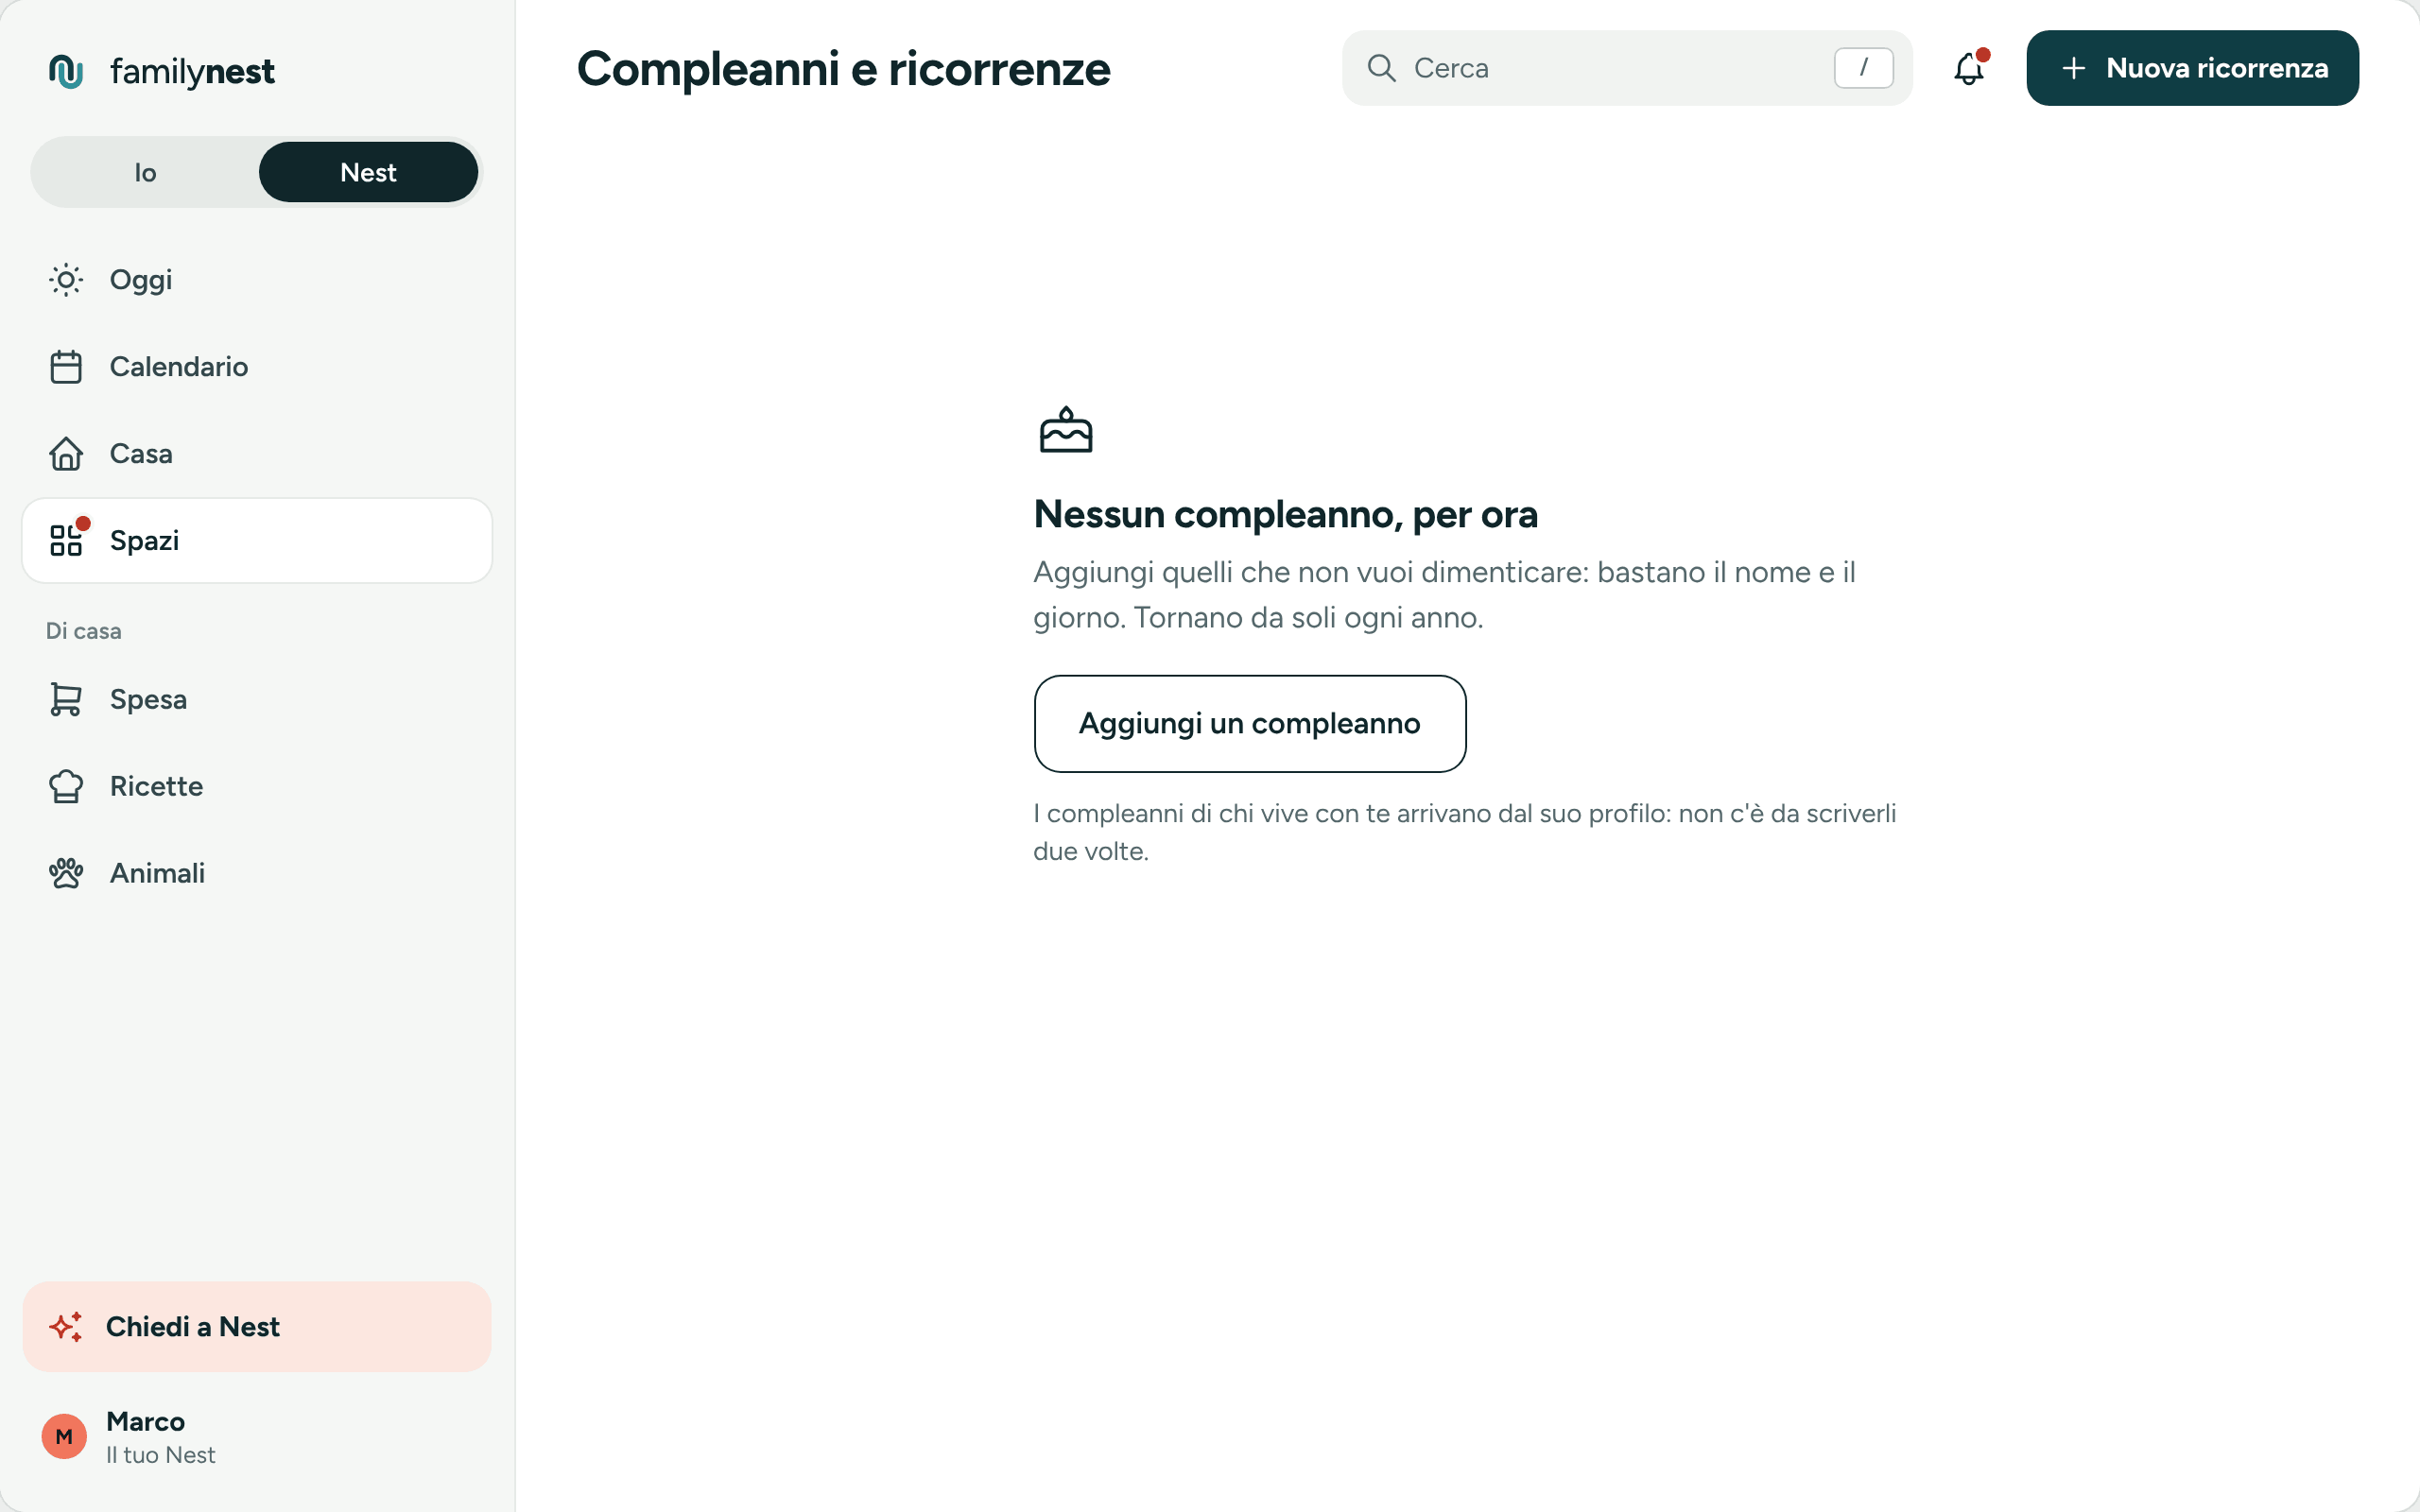 familynest
Io
Nest
Oggi
Calendario
Casa
Spazi
Di casa
Spesa
Ricette
Animali
Chiedi a Nest
M
Marco
Il tuo Nest
Compleanni e ricorrenze
Cerca
/
Nuova ricorrenza
Nessun compleanno, per ora
Aggiungi quelli che non vuoi dimenticare: bastano il nome e il
giorno. Tornano da soli ogni anno.
Aggiungi un compleanno
I compleanni di chi vive con te arrivano dal suo profilo: non c'è da scriverli
due volte.